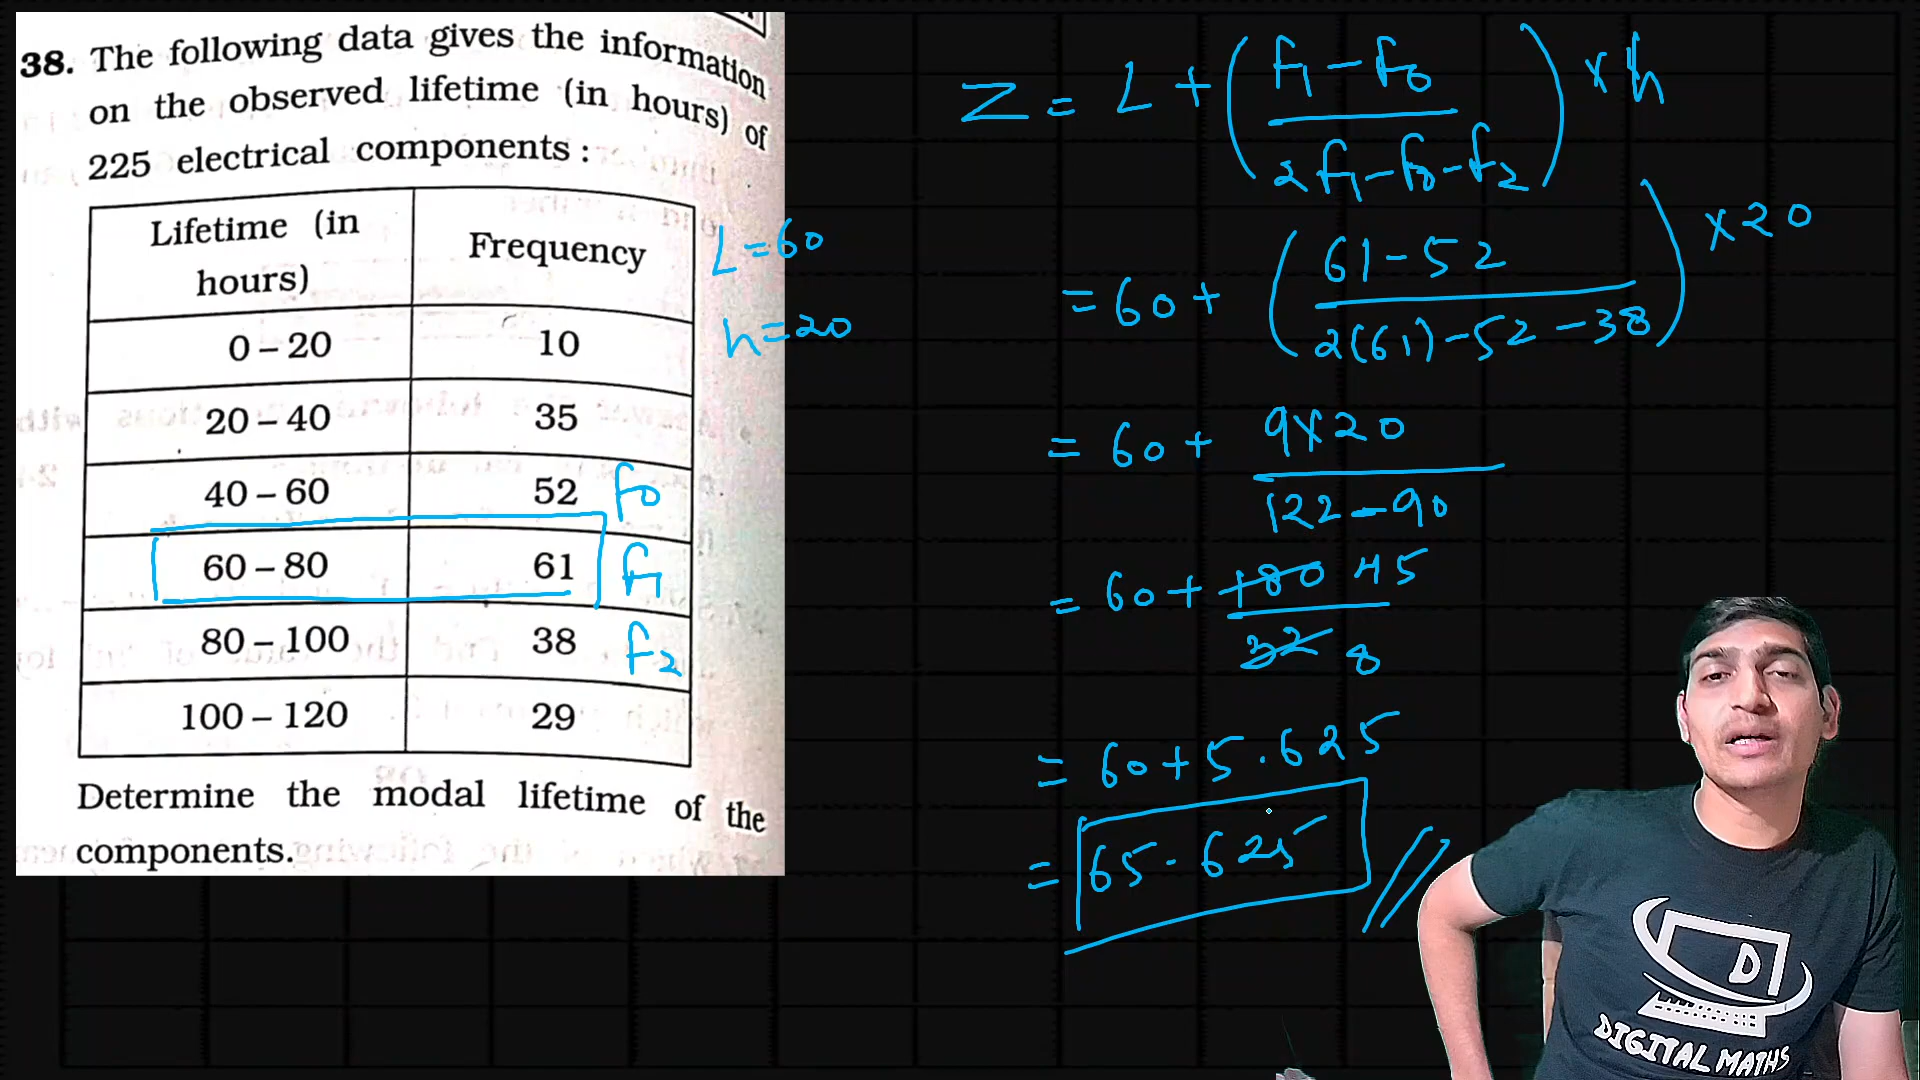 38. The following data gives the information
on the observed lifetime (in hours) of
225 electrical components :
Lifetime (in hours) Frequency
0 – 20 10
20 – 40 35
40 – 60 52 f0
60 – 80 61 f1
80 – 100 38 f2
100 – 120 29
Determine the modal lifetime of the
components.
L = 60
h = 20
Z = L + ( f1 – f0 / 2f1 – f0 – f2 ) × h
= 60 + ( 61 – 52 / 2(61) – 52 – 38 ) × 20
= 60 + 9 × 20 / 122 – 90
= 60 + 180 45 / 32 8
= 60 + 5.625
= 65.625
D
DIGITAL MATHS